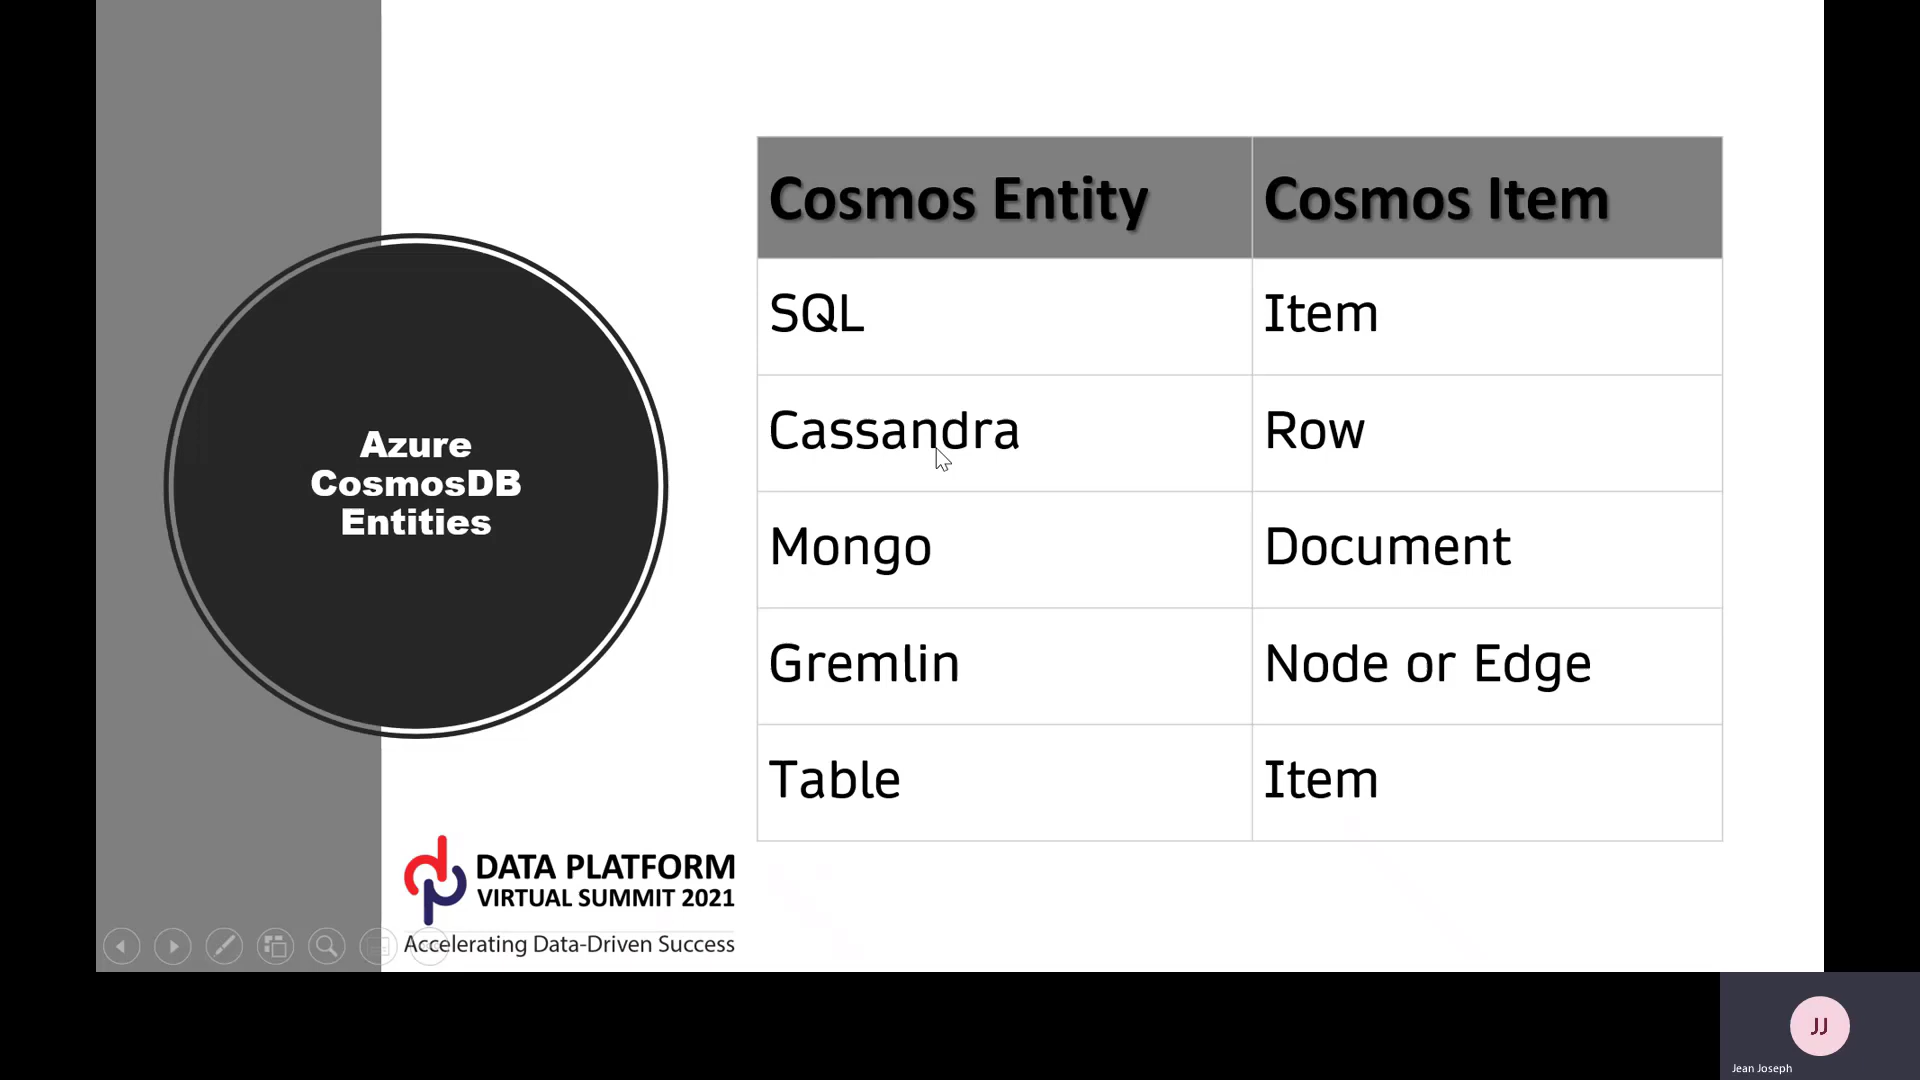 Azure
CosmosDB
Entities
Cosmos Entity Cosmos Item
SQL Item
Cassandra Row
Mongo Document
Gremlin Node or Edge
Table Item
DATA PLATFORM
VIRTUAL SUMMIT 2021
Accelerating Data-Driven Success
JJ
Jean Joseph